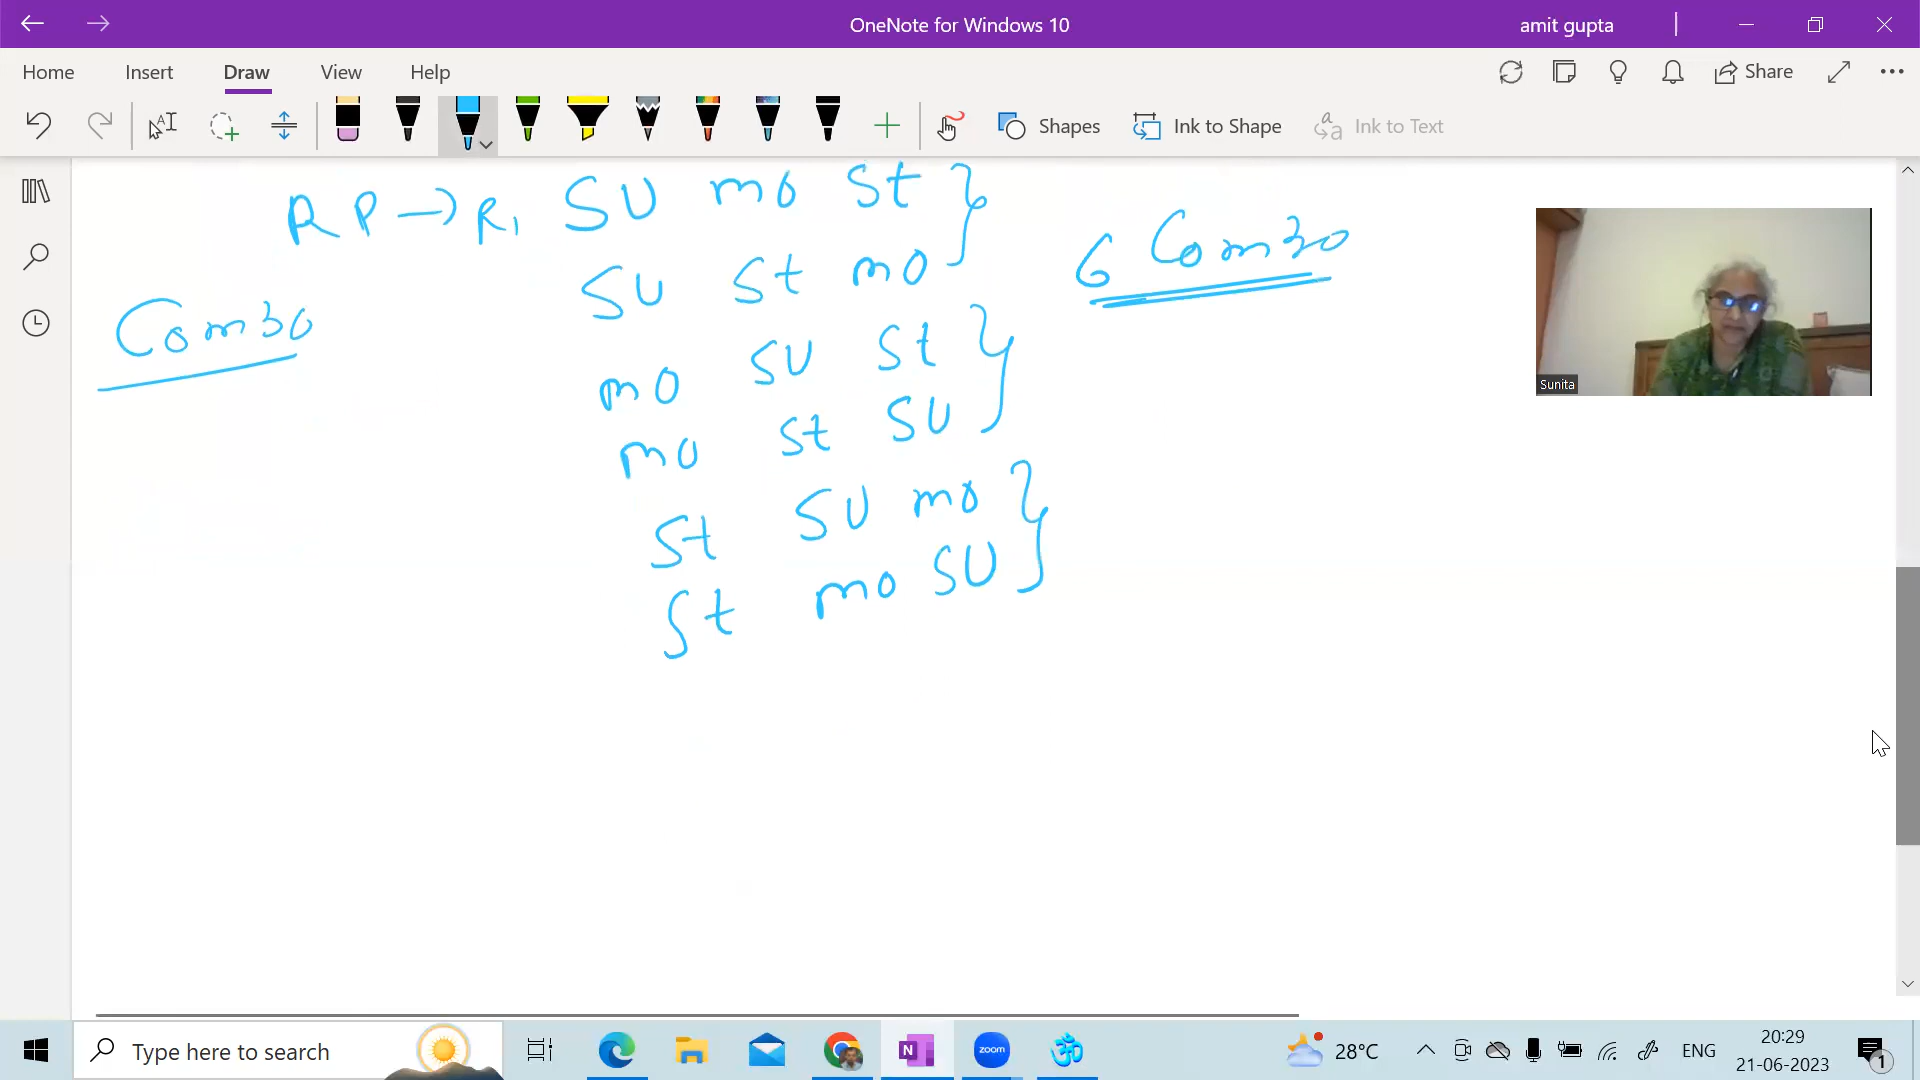 OneNote for Windows 10
amit gupta
Home Insert Draw View Help
Share
Shapes Ink to Shape Ink to Text
RP → R1 SU mo St }
SU St mo
6 Combo
Combo
mo SU St }
mo St SU
St SU mo }
St mo SU
Sunita
Type here to search
zoom
28°C
ENG
20:29
21-06-2023
1